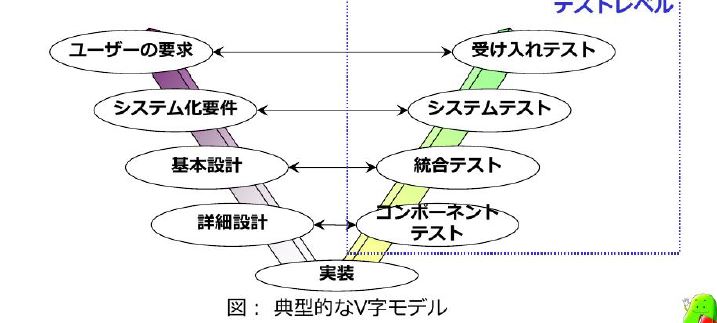 テストレベル
ユーザーの要求
受け入れテスト
システム化要件
システムテスト
基本設計
統合テスト
詳細設計
コンポーネント
テスト
実装
図： 典型的なV字モデル